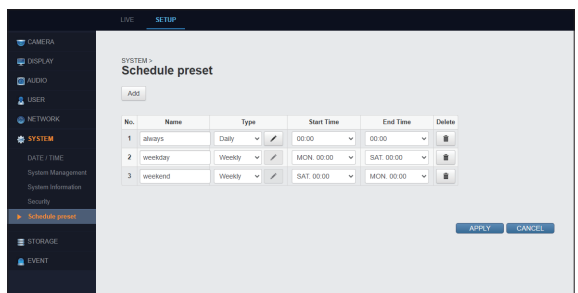 LIVE SETUP
CAMERA
DISPLAY
AUDIO
USER
NETWORK
SYSTEM
DATE / TIME
System Management
System Information
Security
Schedule preset
STORAGE
EVENT
SYSTEM >
Schedule preset
Add
No. Name Type Start Time End Time Delete
1 always Daily 00:00 00:00
2 weekday Weekly MON. 00:00 SAT. 00:00
3 weekend Weekly SAT. 00:00 MON. 00:00
APPLY CANCEL